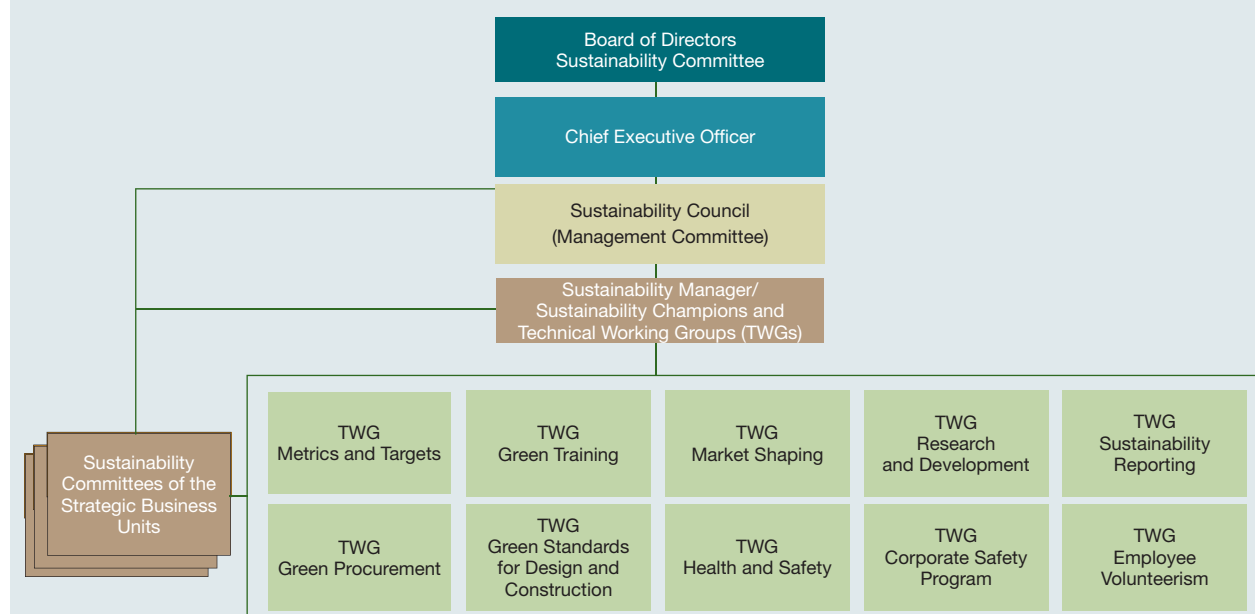 Board of Directors
Sustainability Committee
Chief Executive Officer
Sustainability Council
(Management Committee)
Sustainability Manager/
Sustainability Champions and
Technical Working Groups (TWGs)
Sustainability
Committees of the
Strategic Business
Units
TWG
Metrics and Targets
TWG
Green Training
TWG
Market Shaping
TWG
Research
and Development
TWG
Sustainability
Reporting
TWG
Green Procurement
TWG
Green Standards
for Design and
Construction
TWG
Health and Safety
TWG
Corporate Safety
Program
TWG
Employee
Volunteerism